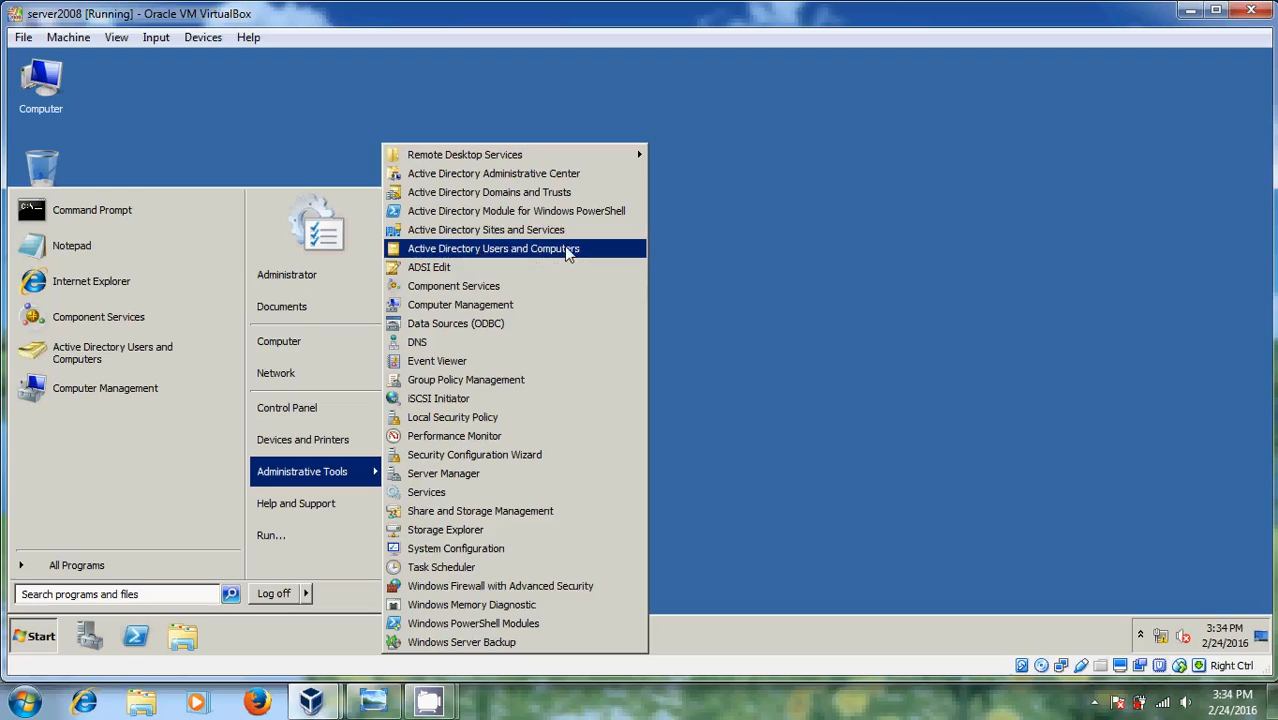 server2008 [Running] - Oracle VM VirtualBox
File Machine View Input Devices Help
Computer
Command Prompt
Notepad
Internet Explorer
Component Services
Active Directory Users and
Computers
Computer Management
All Programs
Search programs and files
Log off
Administrator
Documents
Computer
Network
Control Panel
Devices and Printers
Administrative Tools
Help and Support
Run...
Remote Desktop Services
Active Directory Administrative Center
Active Directory Domains and Trusts
Active Directory Module for Windows PowerShell
Active Directory Sites and Services
Active Directory Users and Computers
ADSI Edit
Component Services
Computer Management
Data Sources (ODBC)
DNS
Event Viewer
Group Policy Management
iSCSI Initiator
Local Security Policy
Performance Monitor
Security Configuration Wizard
Server Manager
Services
Share and Storage Management
Storage Explorer
System Configuration
Task Scheduler
Windows Firewall with Advanced Security
Windows Memory Diagnostic
Windows PowerShell Modules
Windows Server Backup
Start
3:34 PM
2/24/2016
Right Ctrl
3:34 PM
2/24/2016